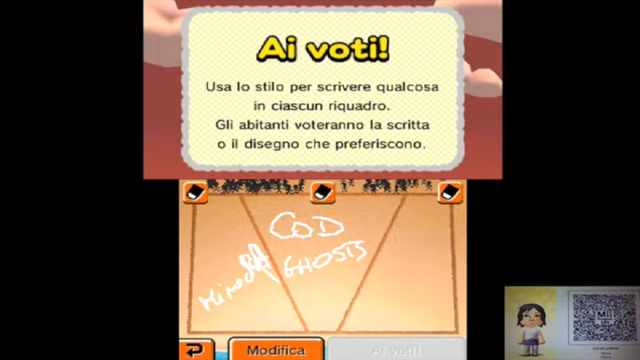 Ai voti!
Usa lo stilo per scrivere qualcosa
in ciascun riquadro.
Gli abitanti voteranno la scritta
o il disegno che preferiscono.
COD
GHOSTS
Modifica
Ai voti!
Mii